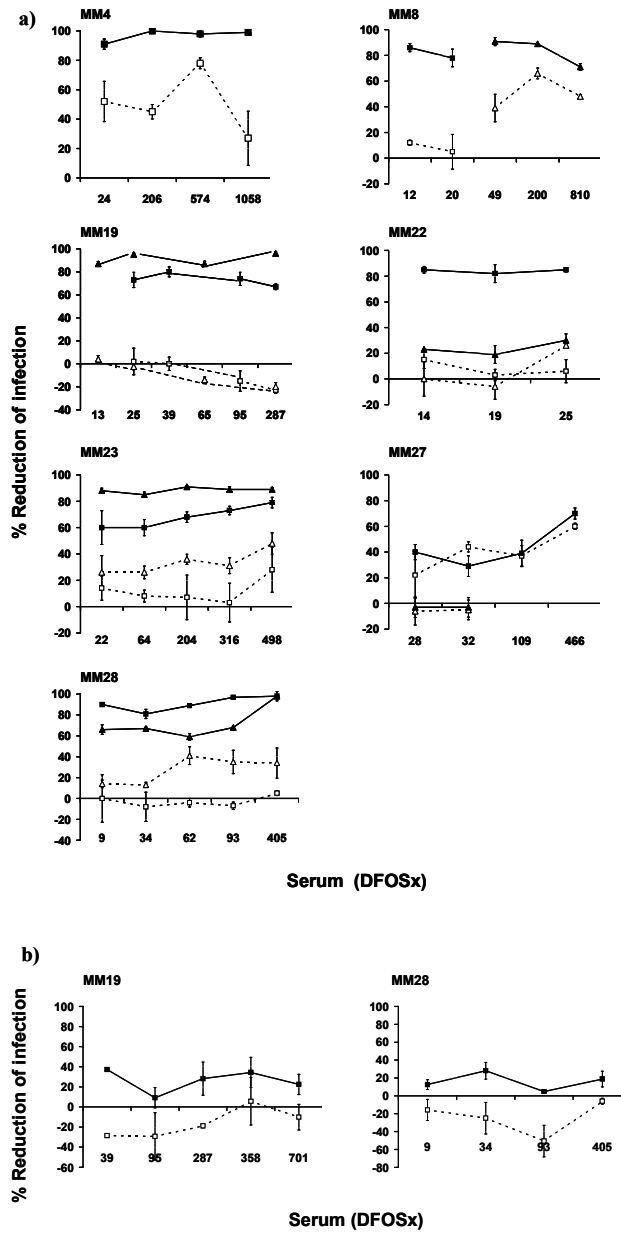 a)
MM4
100
80
60
40
20
0
24 206 574 1058
MM8
100
80
60
40
20
0
-20
12 20 49 200 810
MM19
100
80
60
40
20
0
-20
-40
13 25 39 65 95 287
MM22
100
80
60
40
20
0
-20
14 19 25
% Reduction of infection
MM23
100
80
60
40
20
0
-20
22 64 204 316 498
MM27
100
80
60
40
20
0
-20
28 32 109 466
MM28
100
80
60
40
20
0
-20
-40
9 34 62 93 405
Serum (DFOSx)
b)
% Reduction of infection
MM19
100
80
60
40
20
0
-20
-40
-60
39 95 287 358 701
MM28
100
80
60
40
20
0
-20
-40
-60
-80
9 34 93 405
Serum (DFOSx)